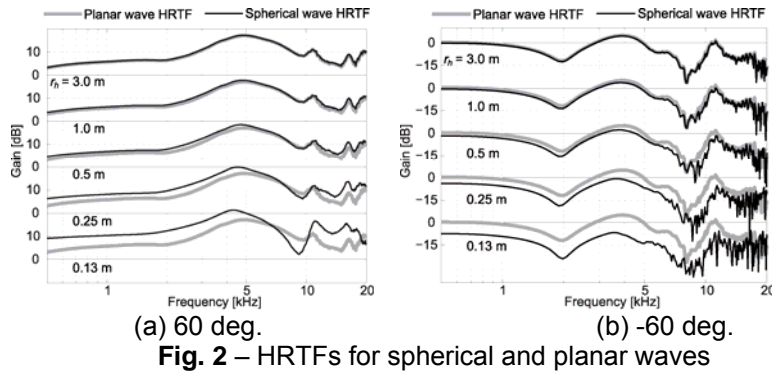 Planar wave HRTF Spherical wave HRTF
10
0
r_h = 3.0 m
10
0
1.0 m
10
0
0.5 m
10
0
0.25 m
10
0
0.13 m
Gain [dB]
1 5 10 20
Frequency [kHz]
(a) 60 deg.
Planar wave HRTF Spherical wave HRTF
0
−15
r_h = 3.0 m
0
−15
1.0 m
0
−15
0.5 m
0
−15
0.25 m
0
−15
0.13 m
Gain [dB]
1 5 10 20
Frequency [kHz]
(b) -60 deg.
Fig. 2 – HRTFs for spherical and planar waves